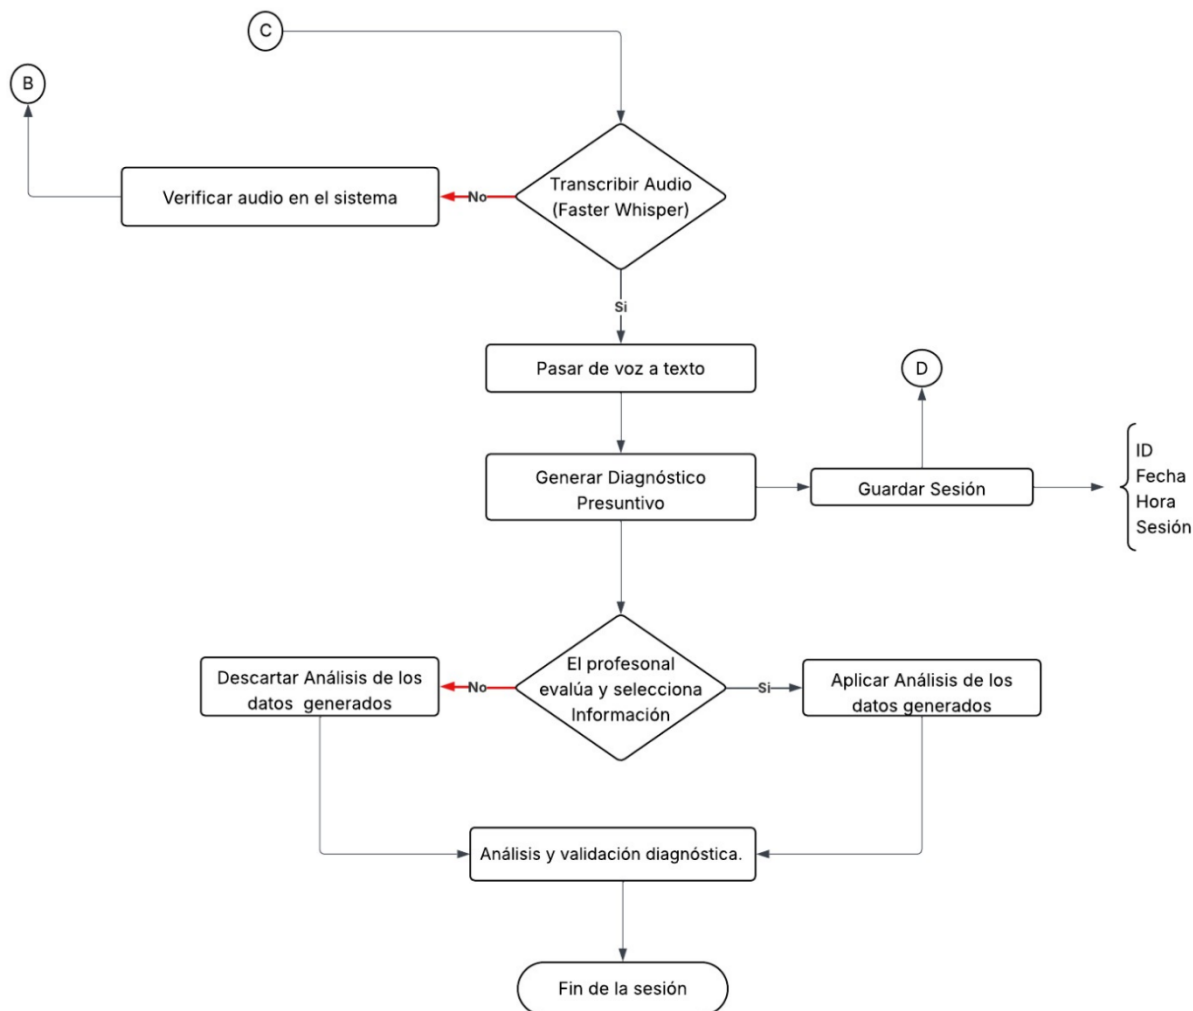 C
B
Transcribir Audio
(Faster Whisper)
No
Verificar audio en el sistema
Si
Pasar de voz a texto
D
Generar Diagnóstico
Presuntivo
Guardar Sesión
ID
Fecha
Hora
Sesión
El profesional
evalúa y selecciona
Información
No
Descartar Análisis de los
datos generados
Si
Aplicar Análisis de los
datos generados
Análisis y validación diagnóstica.
Fin de la sesión